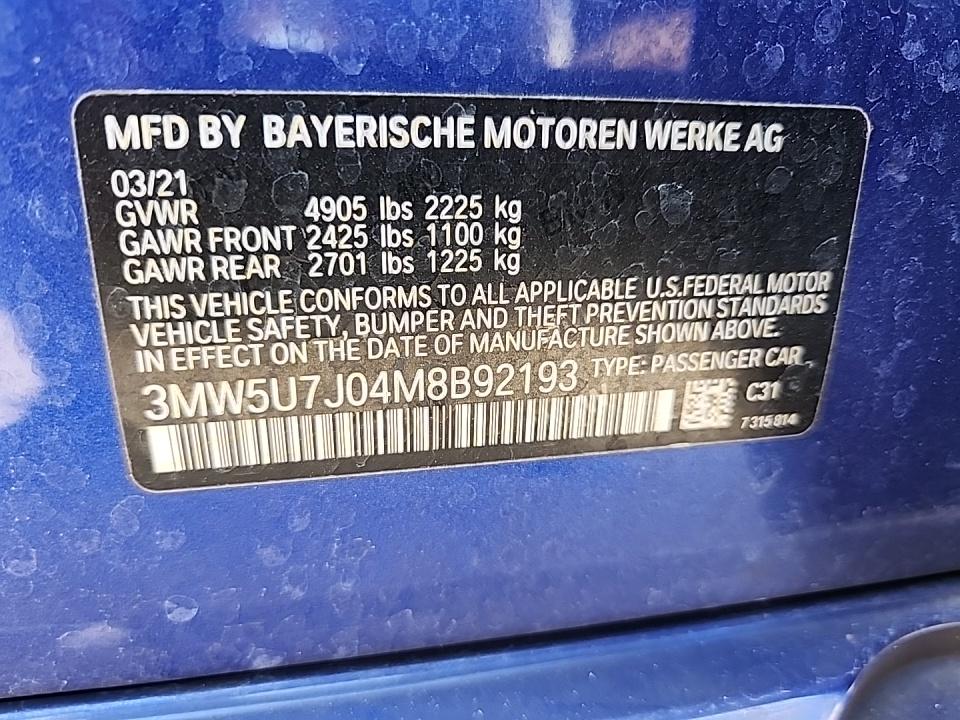 MFD BY BAYERISCHE MOTOREN WERKE AG
03/21
GVWR 4905 lbs 2225 kg
GAWR FRONT 2425 lbs 1100 kg
GAWR REAR 2701 lbs 1225 kg
THIS VEHICLE CONFORMS TO ALL APPLICABLE U.S.FEDERAL MOTOR
VEHICLE SAFETY, BUMPER AND THEFT PREVENTION STANDARDS
IN EFFECT ON THE DATE OF MANUFACTURE SHOWN ABOVE.
3MW5U7J04M8B92193 TYPE: PASSENGER CAR
C31
7315814